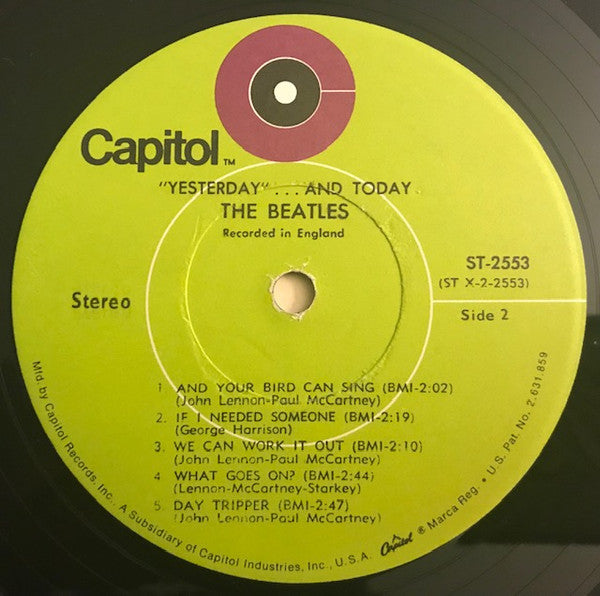 Capitol ™
"YESTERDAY" . . . AND TODAY
THE BEATLES
Recorded in England
ST-2553
(ST X-2-2553)
Stereo
Side 2
1. AND YOUR BIRD CAN SING (BMI-2:02)
(John Lennon-Paul McCartney)
2. IF I NEEDED SOMEONE (BMI-2:19)
(George Harrison)
3. WE CAN WORK IT OUT (BMI-2:10)
(John Lennon-Paul McCartney)
4 WHAT GOES ON? (BMI-2:44)
(Lennon-McCartney-Starkey)
5. DAY TRIPPER (BMI-2:47)
(John Lennon-Paul McCartney)
Mfd. by Capitol Records, Inc. A Subsidiary of Capitol Industries, Inc., U.S.A. Capitol ® Marca Reg. • U.S. Pat. No. 2,631,859